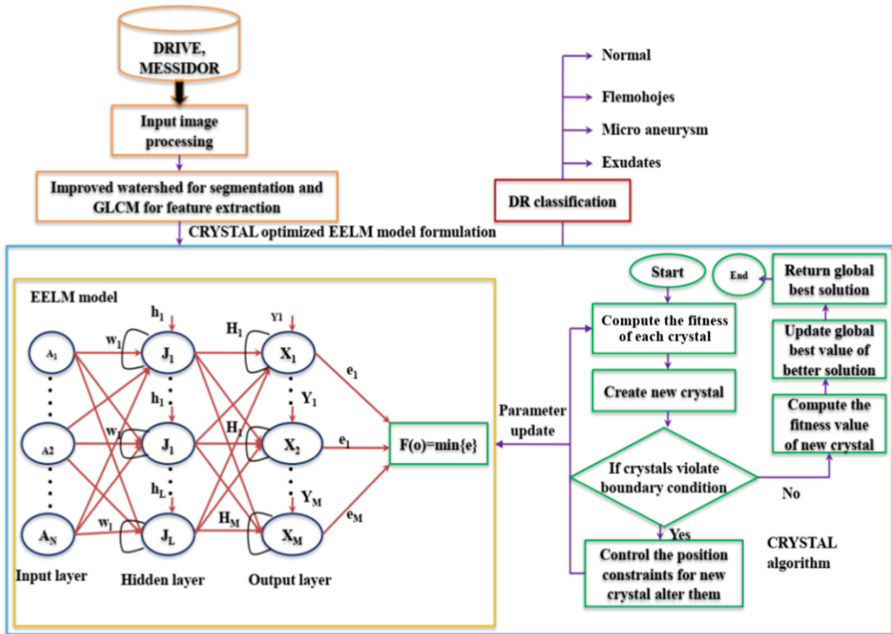 DRIVE,
MESSIDOR
Input image
processing
Improved watershed for segmentation and
GLCM for feature extraction
CRYSTAL optimized EELM model formulation
Normal
Flemohojes
Micro aneurysm
Exudates
DR classification
EELM model
A1
A2
AN
w1
w1
w1
h1
h1
hL
J1
J1
JL
H1
H1
HM
Y1
Y1
YM
X1
X2
XM
e1
e1
eM
F(o)=min{e}
Input layer
Hidden layer
Output layer
Parameter
update
Start
Compute the fitness
of each crystal
Create new crystal
If crystals violate
boundary condition
Yes
No
Control the position
constraints for new
crystal alter them
Compute the
fitness value
of new crystal
Update global
best value of
better solution
Return global
best solution
End
CRYSTAL
algorithm